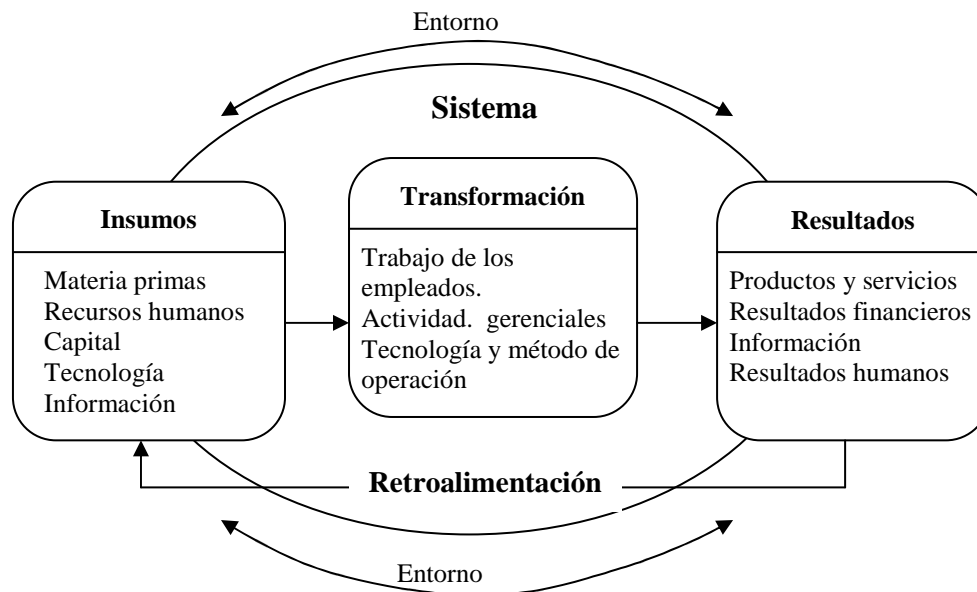 Entorno
Sistema
Insumos
Materia primas
Recursos humanos
Capital
Tecnología
Información
Transformación
Trabajo de los
empleados.
Actividad.  gerenciales
Tecnología y método de
operación
Resultados
Productos y servicios
Resultados financieros
Información
Resultados humanos
Retroalimentación
Entorno